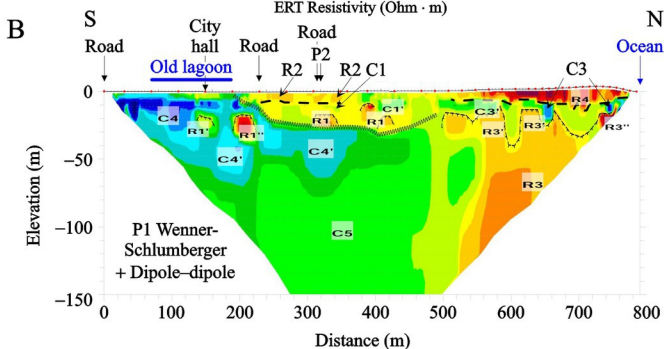 ERT Resistivity (Ohm · m)
B
S
N
City
hall
Road
P2
Road
Road
Ocean
Old lagoon
R2
R2
C1
C3
0
C4
R1'
R1''
C4'
R1
C4'
R1
C1'
C3'
R3'
R3'
R4
R3''
R3
C5
−50
−100
−150
Elevation (m)
P1 Wenner-
Schlumberger
+ Dipole–dipole
0
100
200
300
400
500
600
700
800
Distance (m)